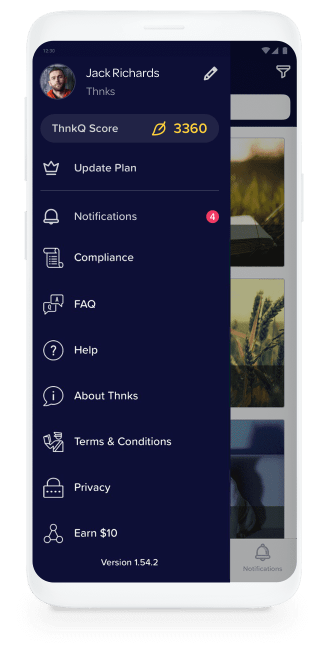 12:30
Jack Richards
Thnks
ThnkQ Score 3360
Update Plan
Notifications 4
Compliance
FAQ
Help
About Thnks
Terms & Conditions
Privacy
Earn $10
Version 1.54.2
Notifications